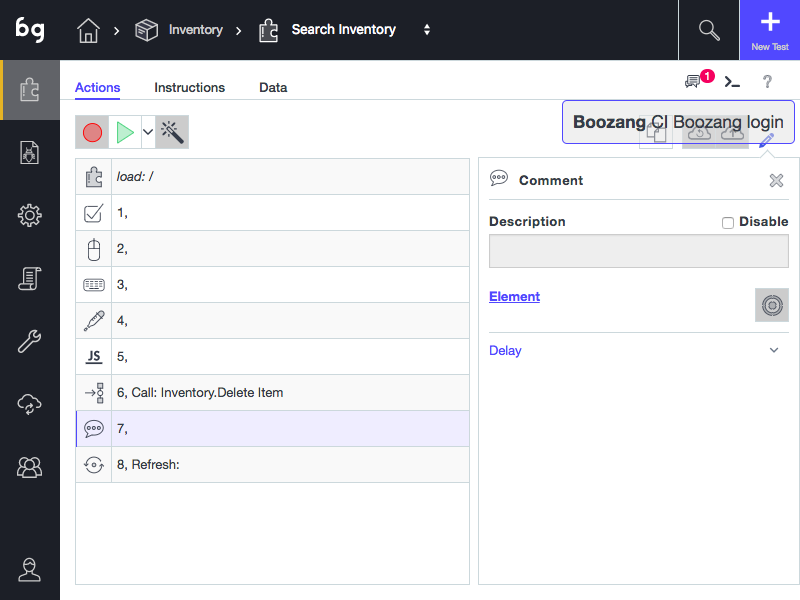 bg
Inventory
Search Inventory
New Test
Actions
Instructions
Data
1
?
Boozang CI Boozang login
load: /
1,
2,
3,
4,
JS
5,
6, Call: Inventory.Delete Item
7,
8, Refresh:
Comment
Description
Disable
Element
Delay